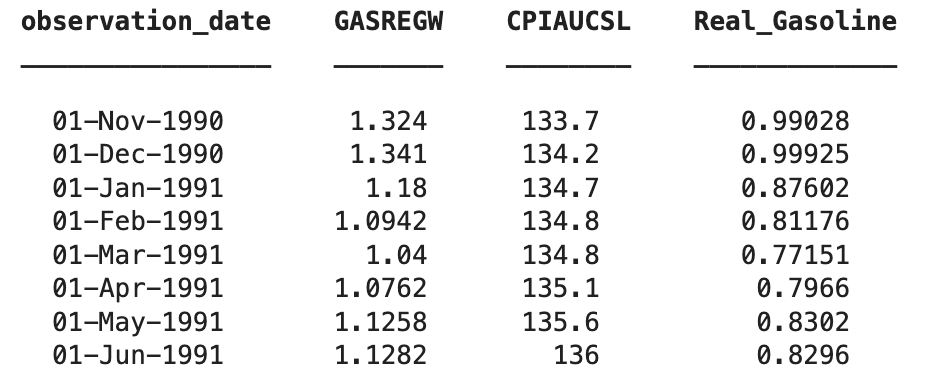 observation_date GASREGW CPIAUCSL Real_Gasoline
01-Nov-1990 1.324 133.7 0.99028
01-Dec-1990 1.341 134.2 0.99925
01-Jan-1991 1.18 134.7 0.87602
01-Feb-1991 1.0942 134.8 0.81176
01-Mar-1991 1.04 134.8 0.77151
01-Apr-1991 1.0762 135.1 0.7966
01-May-1991 1.1258 135.6 0.8302
01-Jun-1991 1.1282 136 0.8296